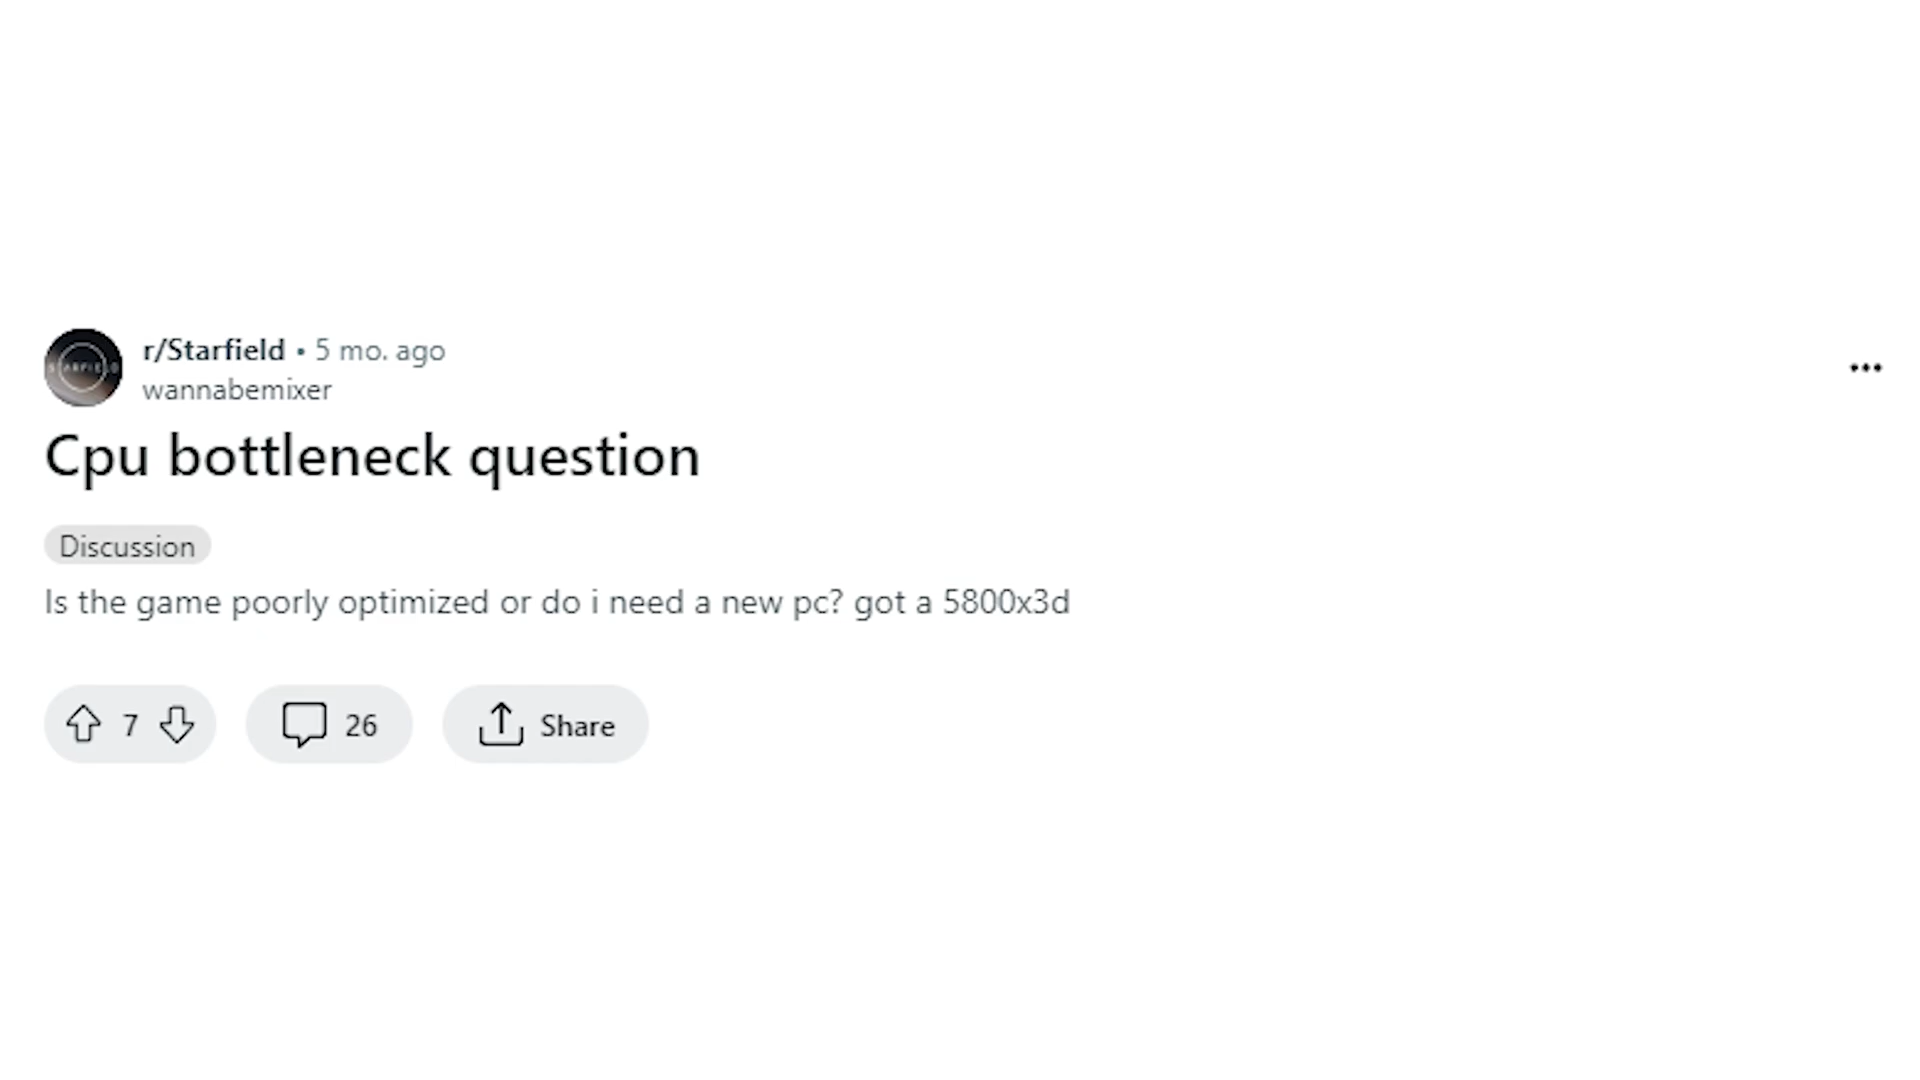 r/Starfield • 5 mo. ago
wannabemixer
Cpu bottleneck question
Discussion
Is the game poorly optimized or do i need a new pc? got a 5800x3d
7
26
Share
STARFIELD